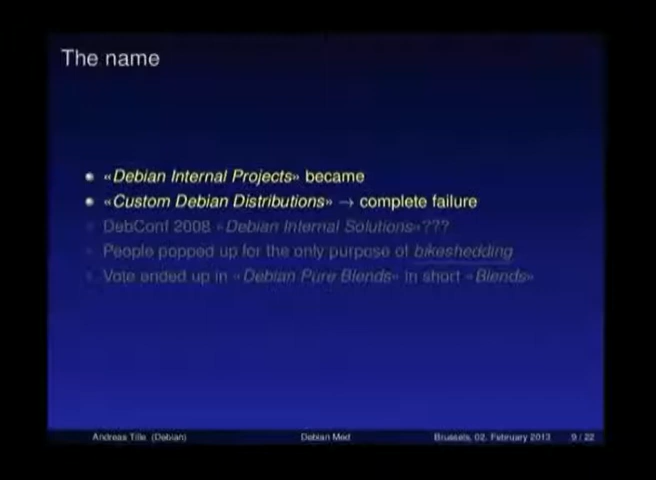 The name
«Debian Internal Projects» became
«Custom Debian Distributions» → complete failure
DebConf 2008 «Debian Internal Solutions»???
People popped up for the only purpose of bikeshedding
Vote ended up in «Debian Pure Blends» in short «Blends»
Andreas Tille (Debian)
Debian Med
Brussels, 02. February 2013
9 / 22